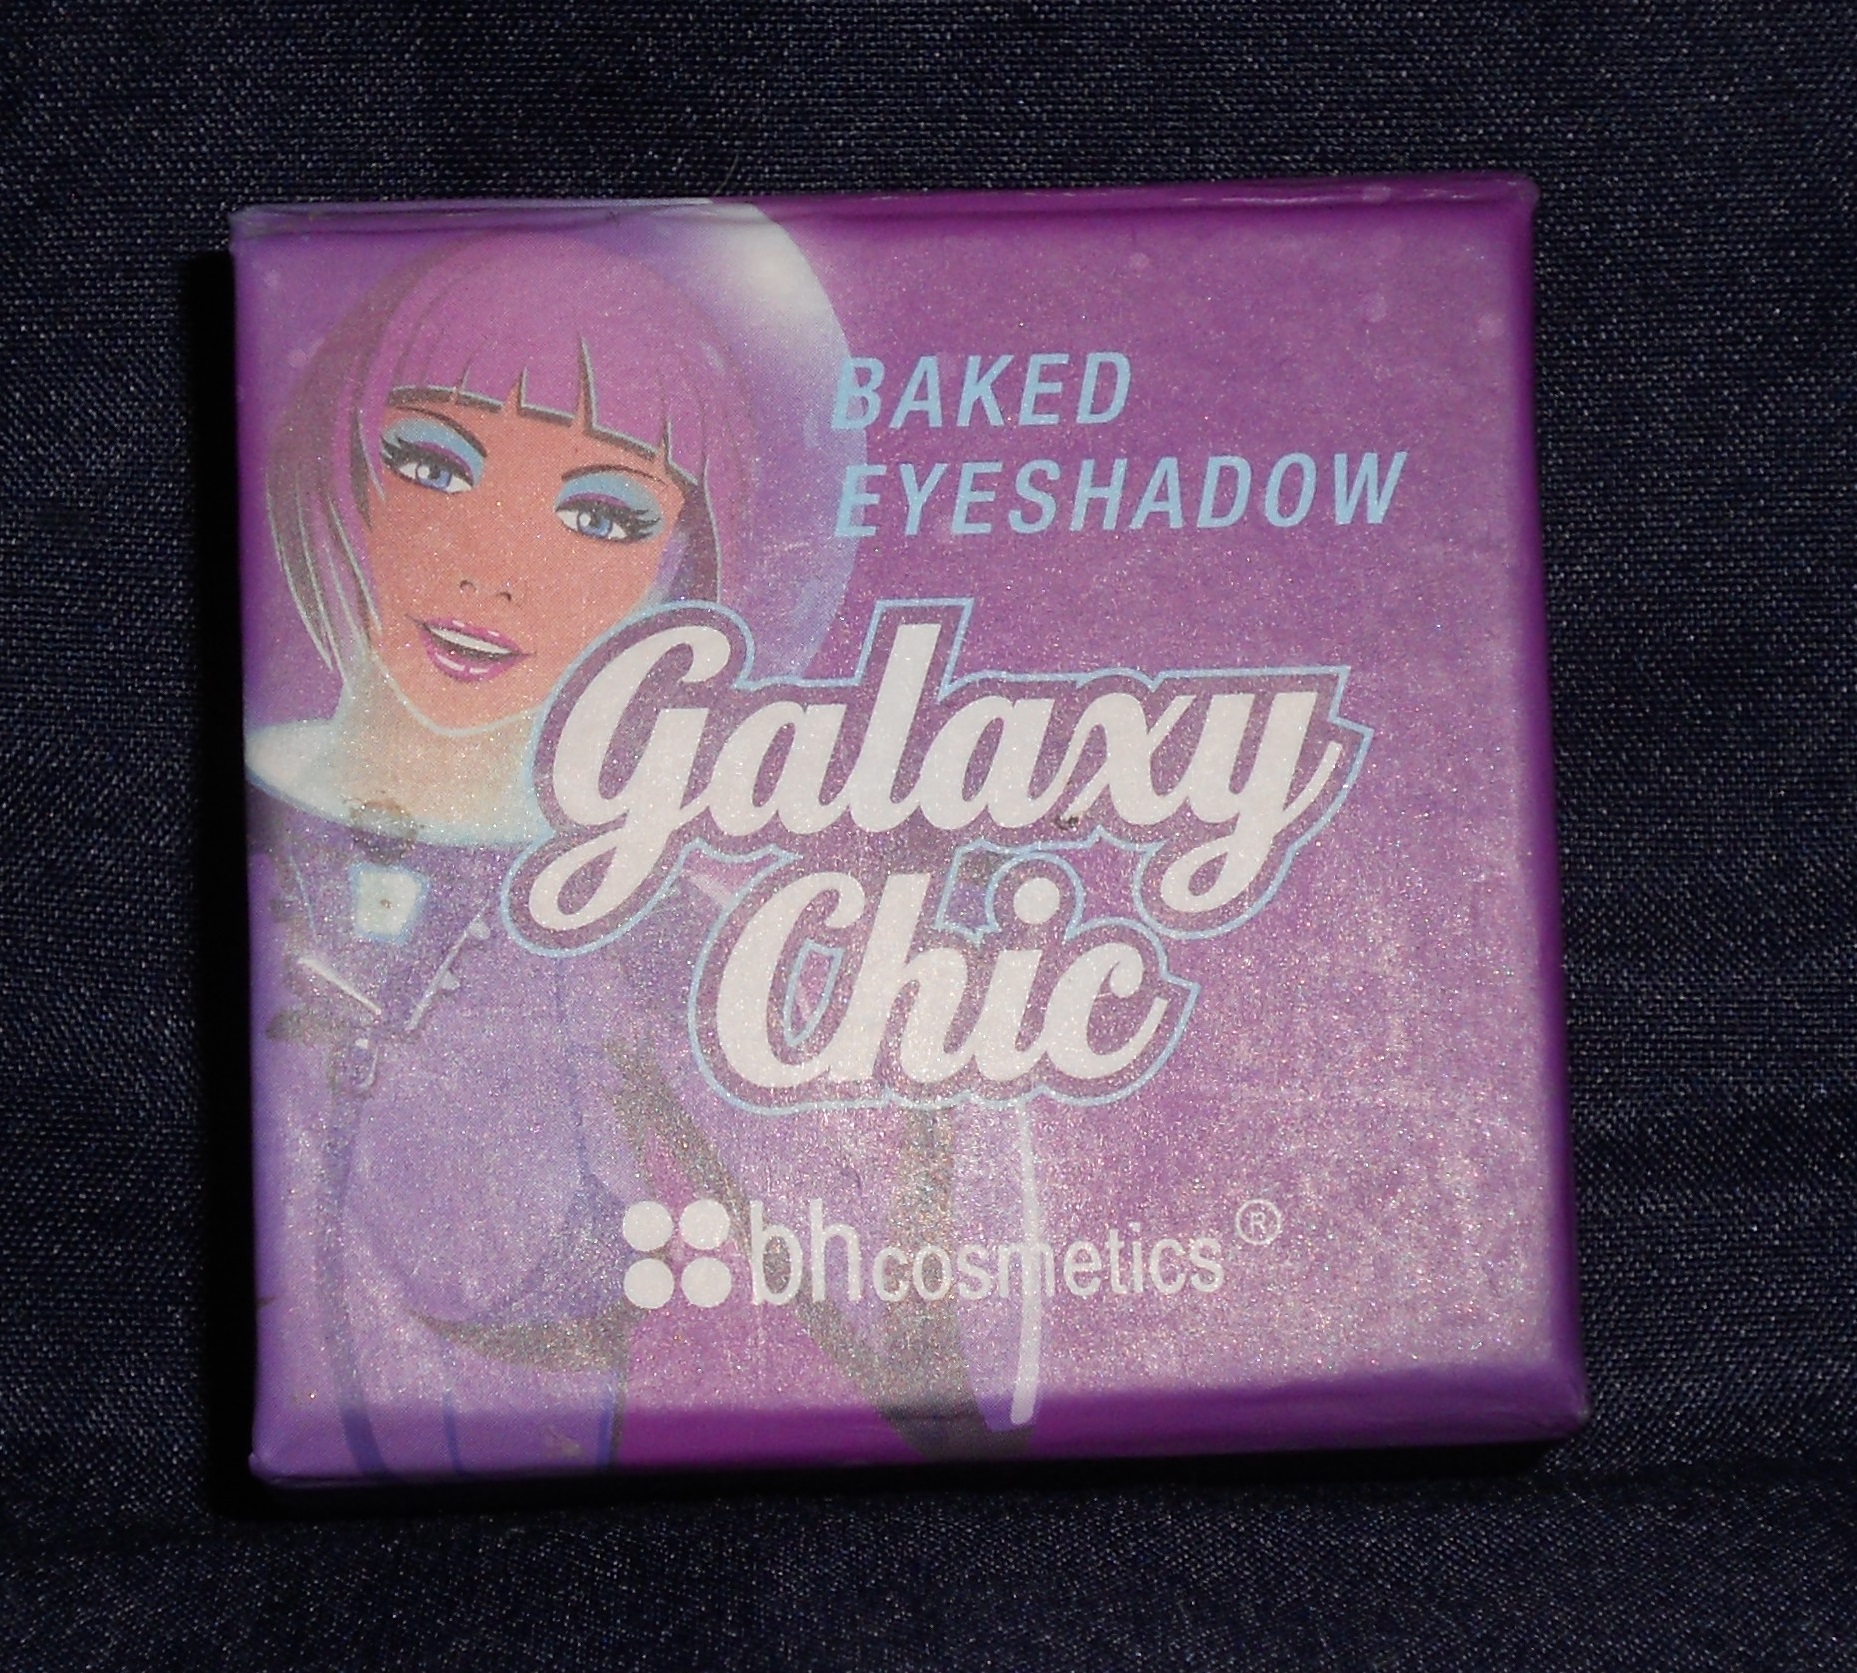 BAKED
EYESHADOW
Galaxy
Chic
bhcosmetics®